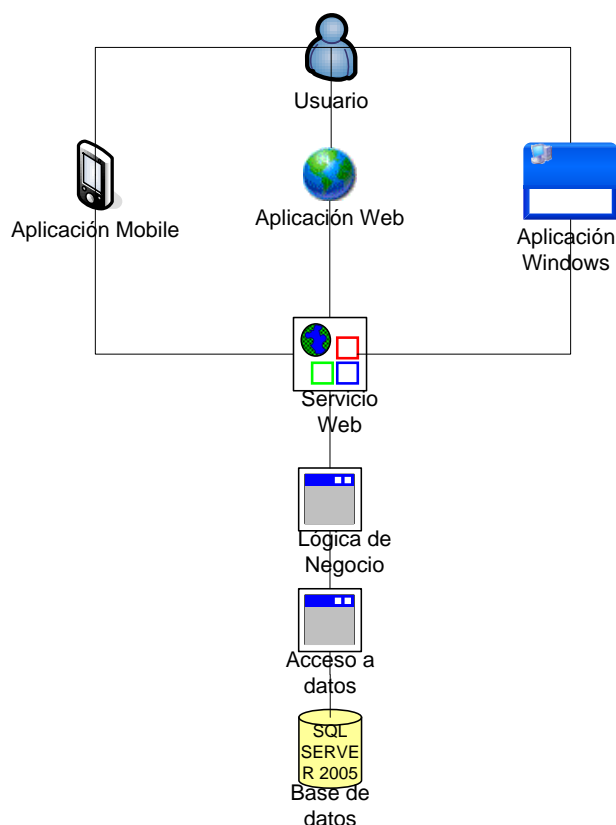 Usuario
Aplicación Mobile
Aplicación Web
Aplicación
Windows
Servicio
Web
Lógica de
Negocio
Acceso a
datos
SQL
SERVE
R 2005
Base de
datos